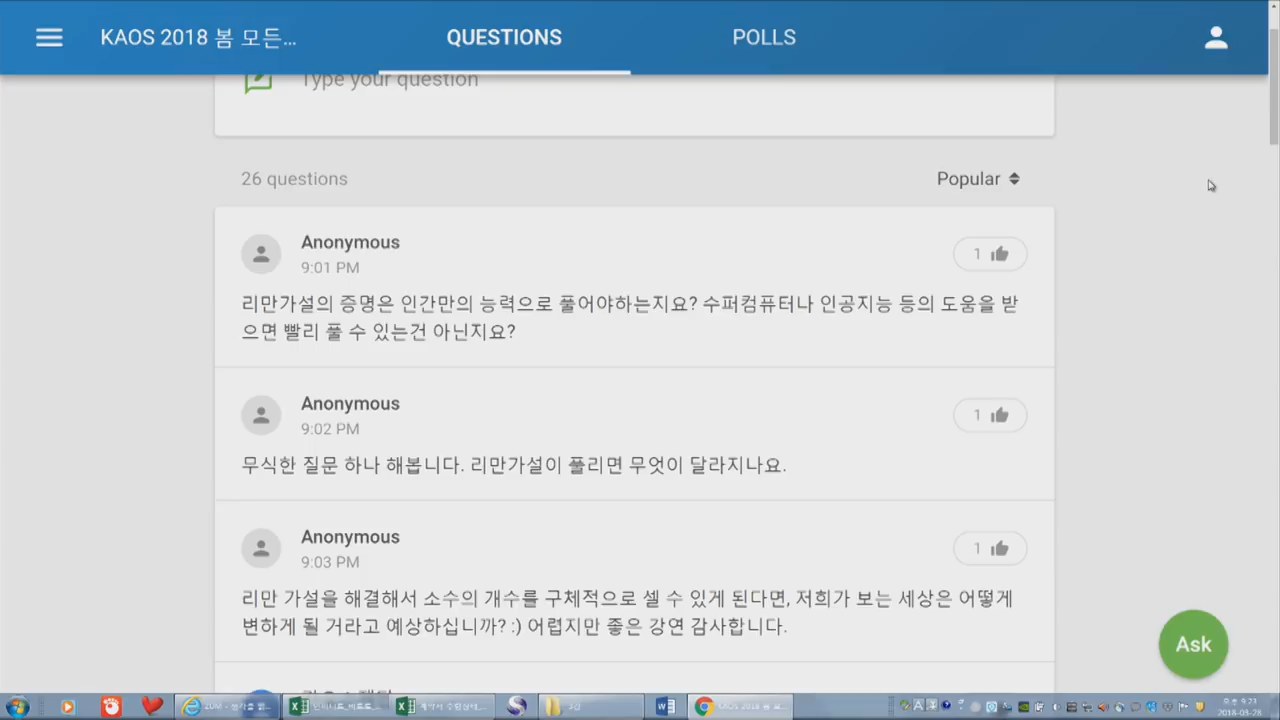 KAOS 2018 봄 모든...
QUESTIONS
POLLS
Type your question
26 questions
Popular
Anonymous
1
9:01 PM
리만가설의 증명은 인간만의 능력으로 풀어야하는지요? 수퍼컴퓨터나 인공지능 등의 도움을 받
으면 빨리 풀 수 있는건 아닌지요?
Anonymous
1
9:02 PM
무식한 질문 하나 해봅니다. 리만가설이 풀리면 무엇이 달라지나요.
Anonymous
1
9:03 PM
리만 가설을 해결해서 소수의 개수를 구체적으로 셀 수 있게 된다면, 저희가 보는 세상은 어떻게
변하게 될 거라고 예상하십니까? :) 어렵지만 좋은 강연 감사합니다.
Ask
KAOS 2018 봄
2018-03-28